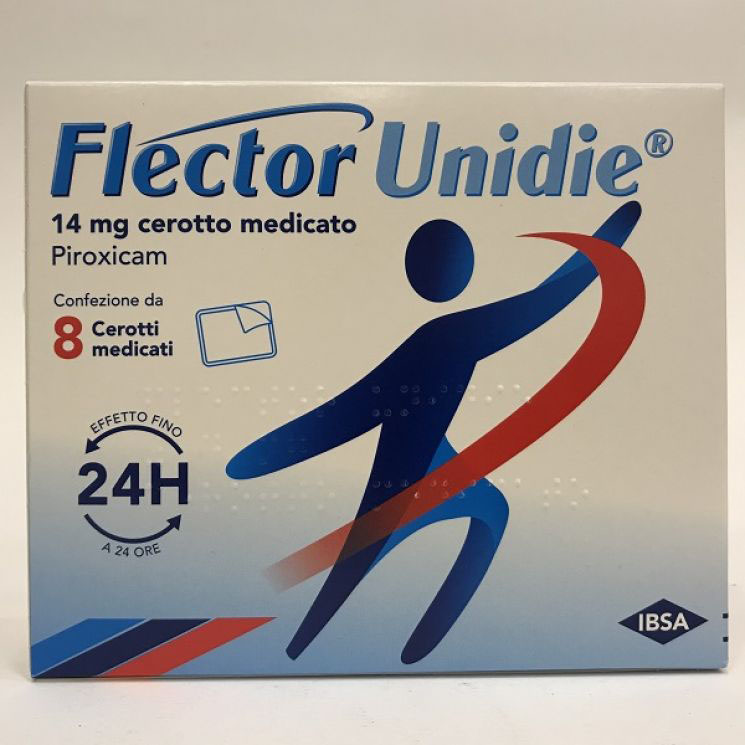 Flector Unidie®
14 mg cerotto medicato
Piroxicam
Confezione da
8 Cerotti
medicati
EFFETTO FINO
24H
A 24 ORE
IBSA